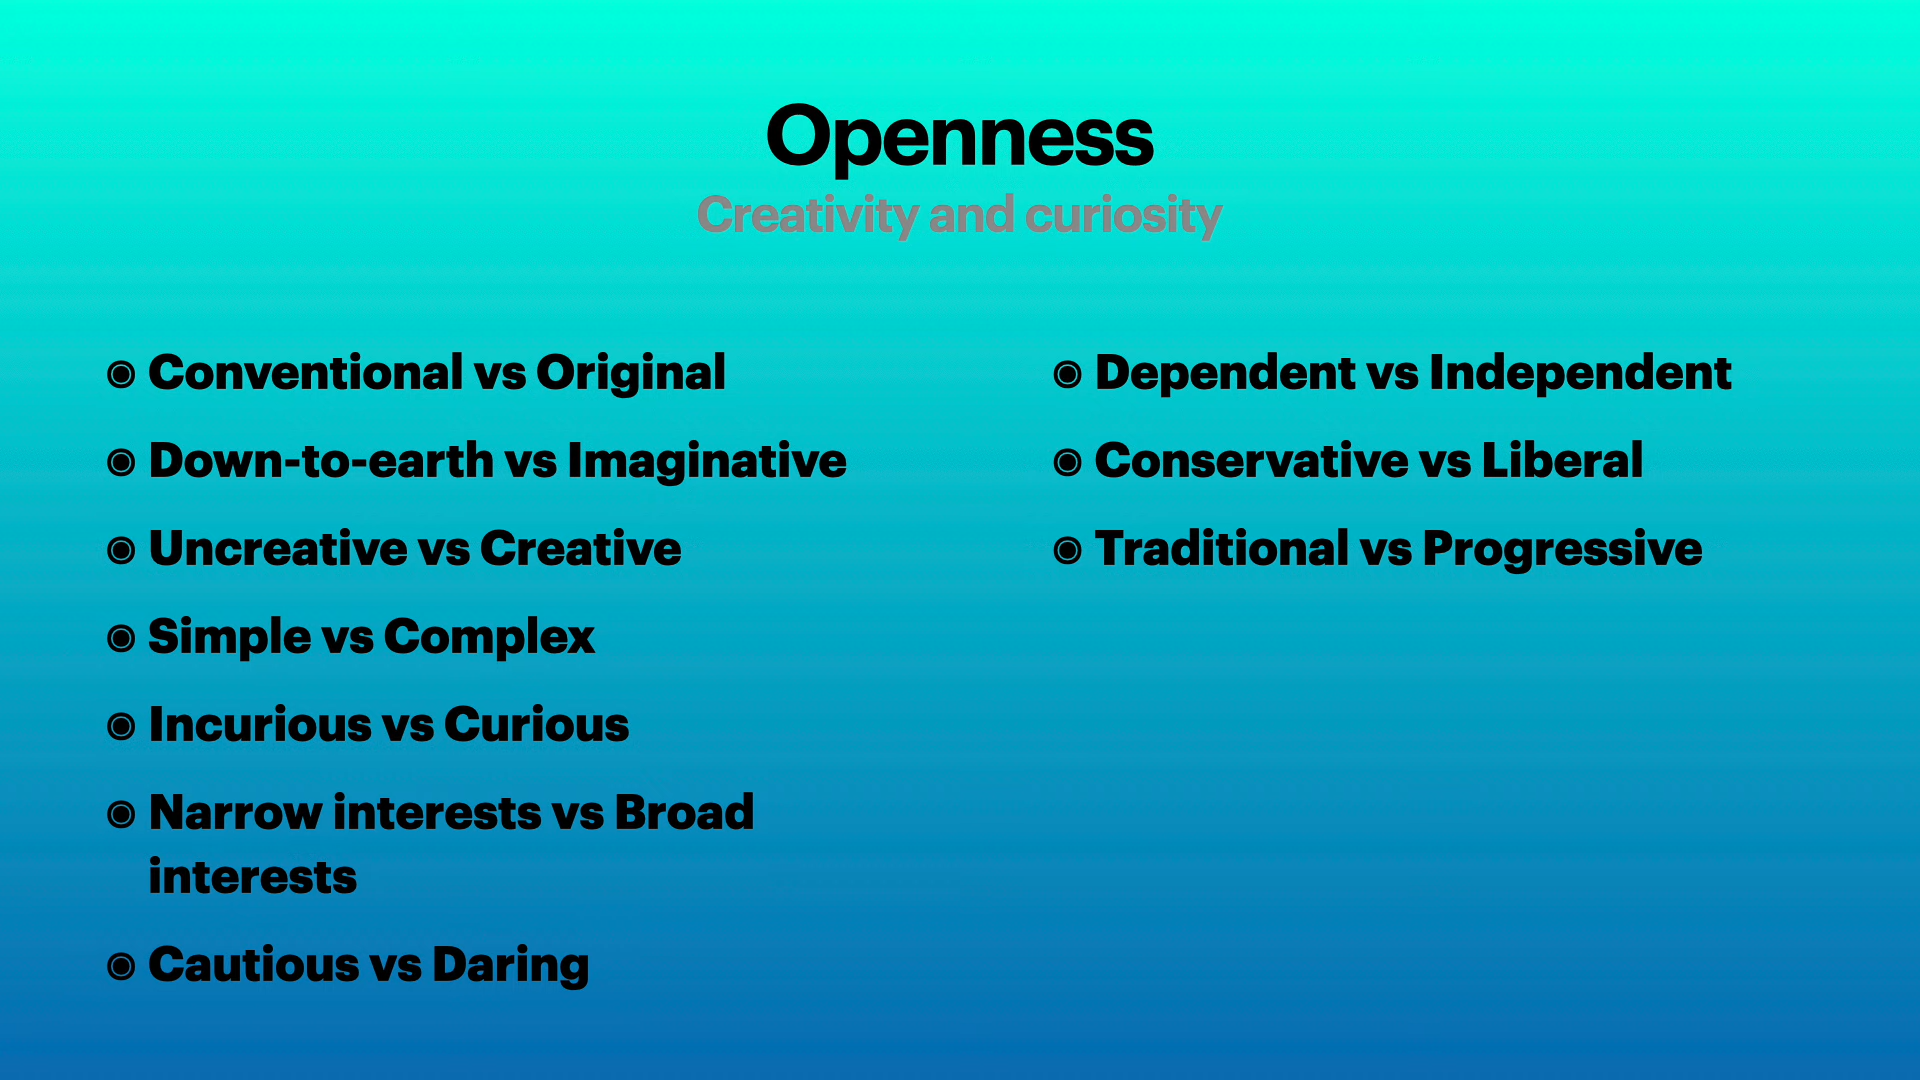 Openness
Creativity and curiosity
◉ Conventional vs Original
◉ Down-to-earth vs Imaginative
◉ Uncreative vs Creative
◉ Simple vs Complex
◉ Incurious vs Curious
◉ Narrow interests vs Broad
interests
◉ Cautious vs Daring
◉ Dependent vs Independent
◉ Conservative vs Liberal
◉ Traditional vs Progressive